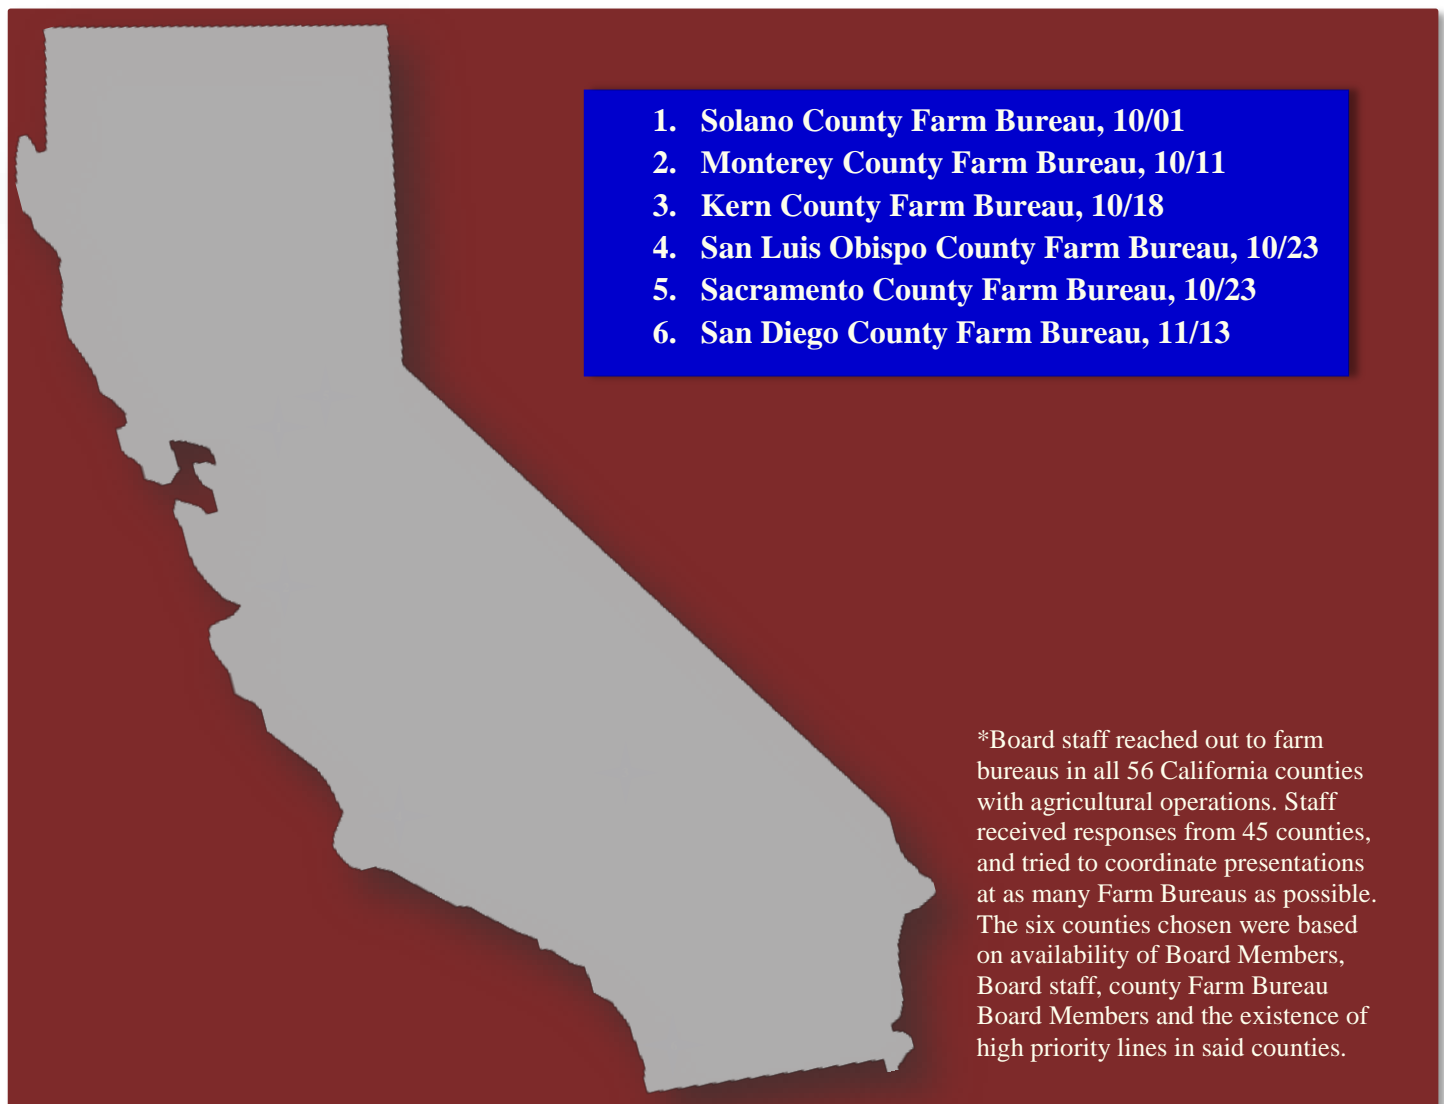 1. Solano County Farm Bureau, 10/01
2. Monterey County Farm Bureau, 10/11
3. Kern County Farm Bureau, 10/18
4. San Luis Obispo County Farm Bureau, 10/23
5. Sacramento County Farm Bureau, 10/23
6. San Diego County Farm Bureau, 11/13
*Board staff reached out to farm
bureaus in all 56 California counties
with agricultural operations. Staff
received responses from 45 counties,
and tried to coordinate presentations
at as many Farm Bureaus as possible.
The six counties chosen were based
on availability of Board Members,
Board staff, county Farm Bureau
Board Members and the existence of
high priority lines in said counties.